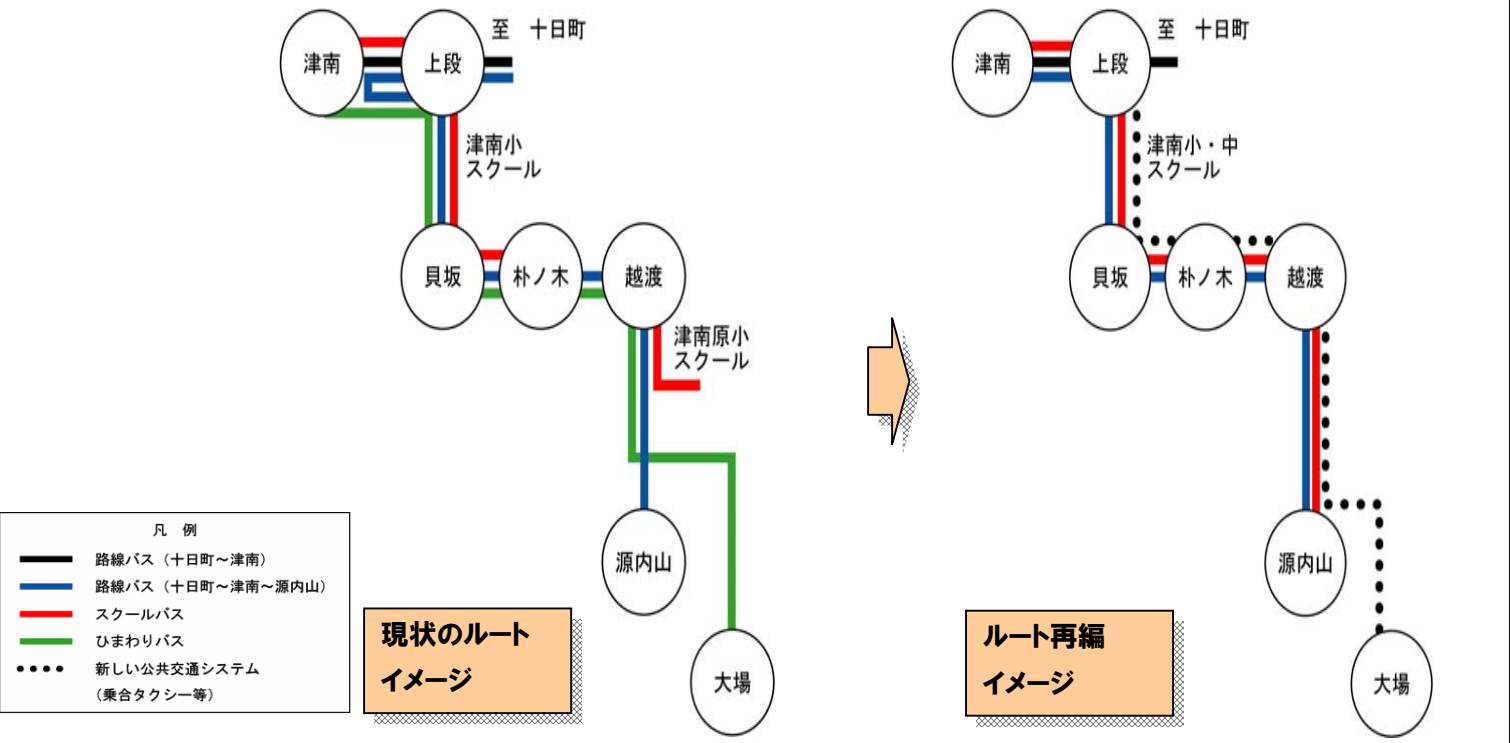 至　十日町
津南
上段
津南小
スクール
貝坂
朴ノ木
越渡
津南原小
スクール
源内山
大場
凡　例
路線バス（十日町～津南）
路線バス（十日町～津南～源内山）
スクールバス
ひまわりバス
新しい公共交通システム
（乗合タクシー等）
現状のルート
イメージ
至　十日町
津南
上段
津南小・中
スクール
貝坂
朴ノ木
越渡
源内山
大場
ルート再編
イメージ